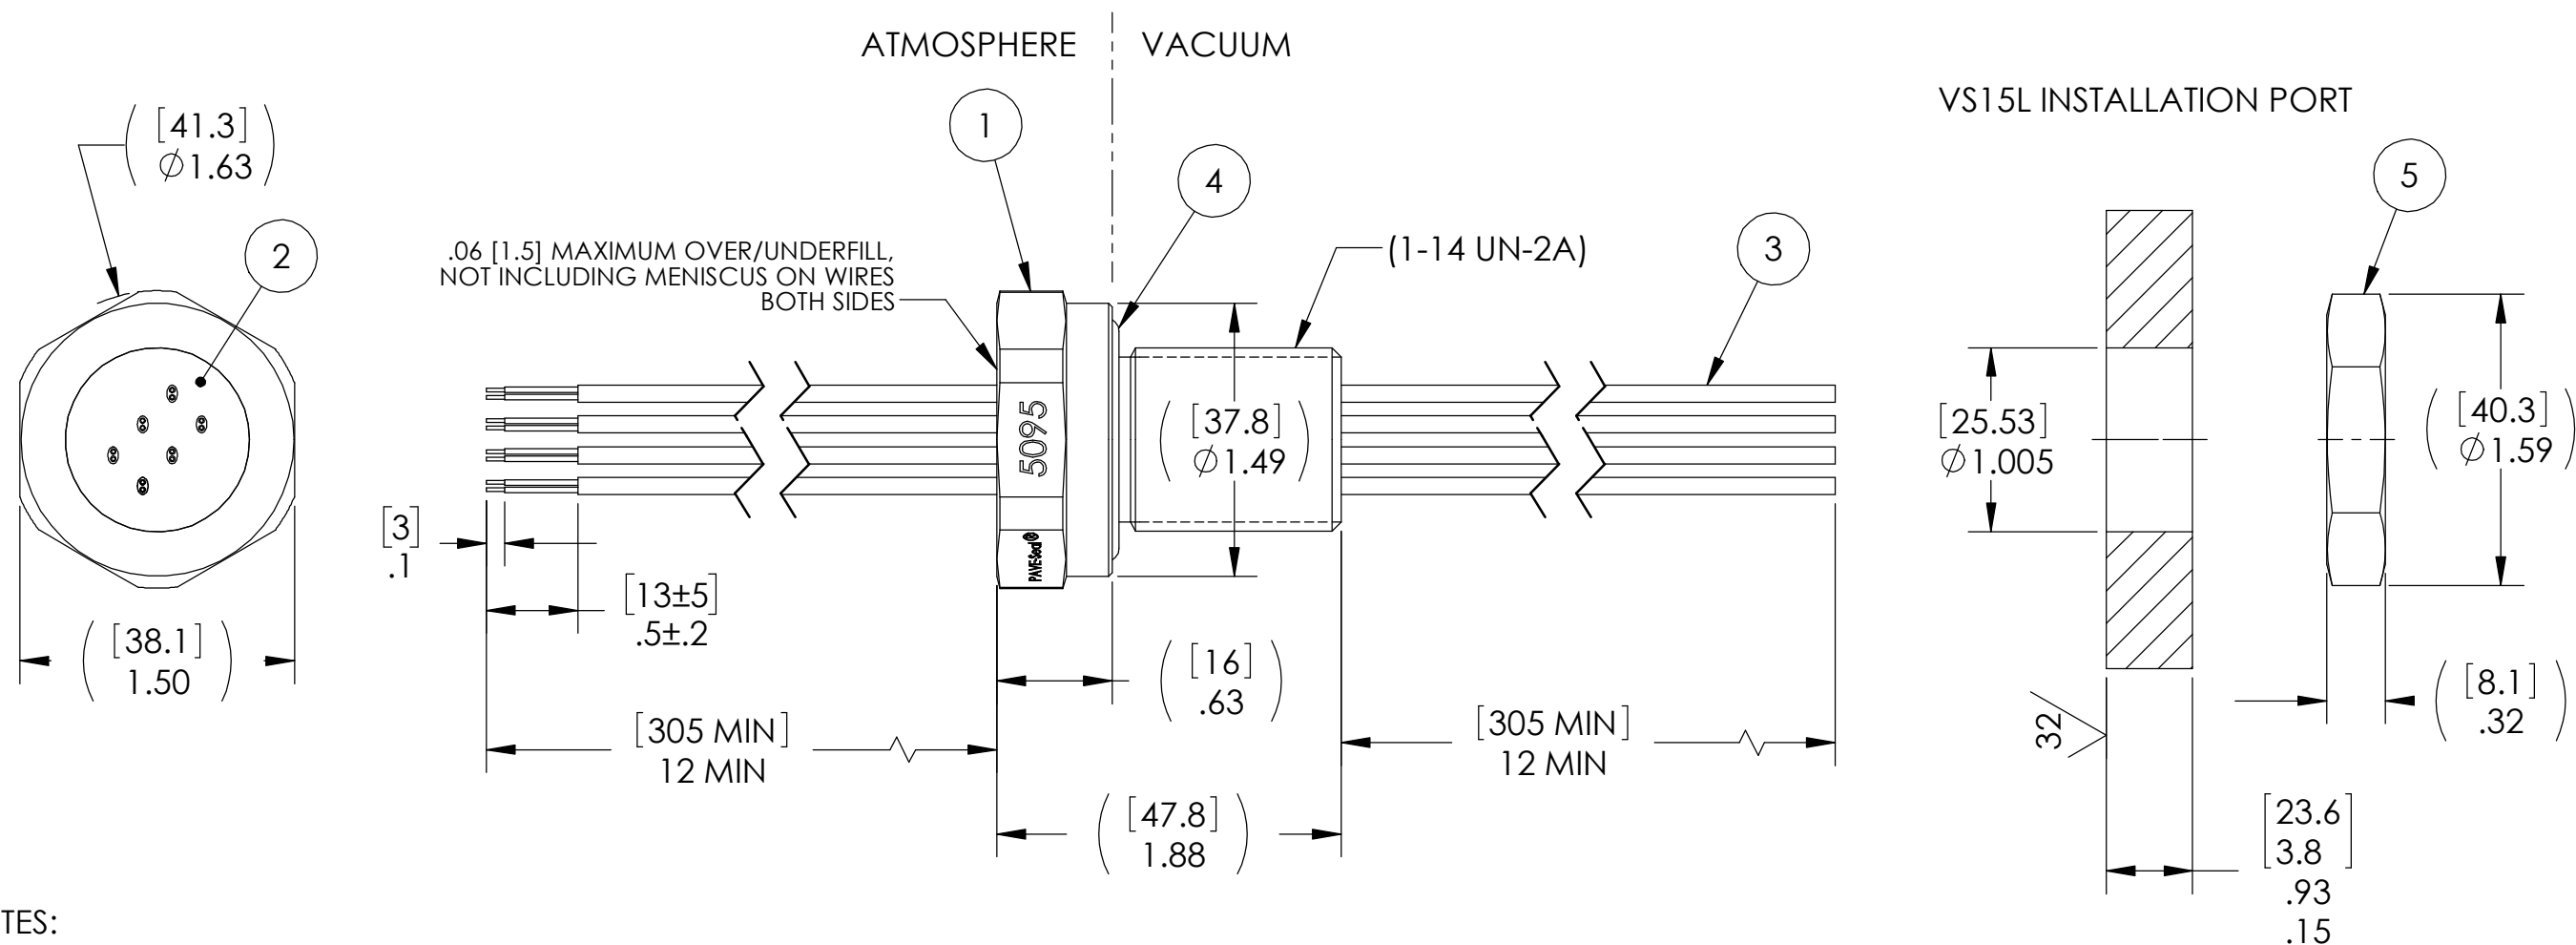 ATMOSPHERE
VACUUM
VS15L INSTALLATION PORT
[41.3]
∅1.63
1
4
5
2
3
.06 [1.5] MAXIMUM OVER/UNDERFILL,
NOT INCLUDING MENISCUS ON WIRES
BOTH SIDES
(1-14 UN-2A)
5095
PAVE-Seal®
[37.8]
∅1.49
[25.53]
∅1.005
[40.3]
∅1.59
[3]
.1
[13±5]
.5±.2
[38.1]
1.50
[16]
.63
[305 MIN]
12 MIN
[305 MIN]
12 MIN
32
[8.1]
.32
[47.8]
1.88
[23.6
3.8]
.93
.15
TES: